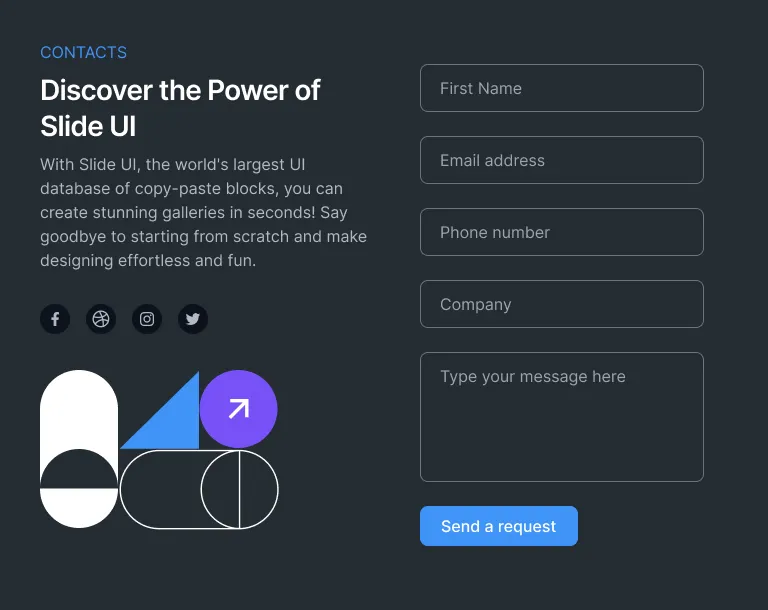 CONTACTS
Discover the Power of
Slide UI
With Slide UI, the world's largest UI
database of copy-paste blocks, you can
create stunning galleries in seconds! Say
goodbye to starting from scratch and make
designing effortless and fun.
First Name
Email address
Phone number
Company
Type your message here
Send a request